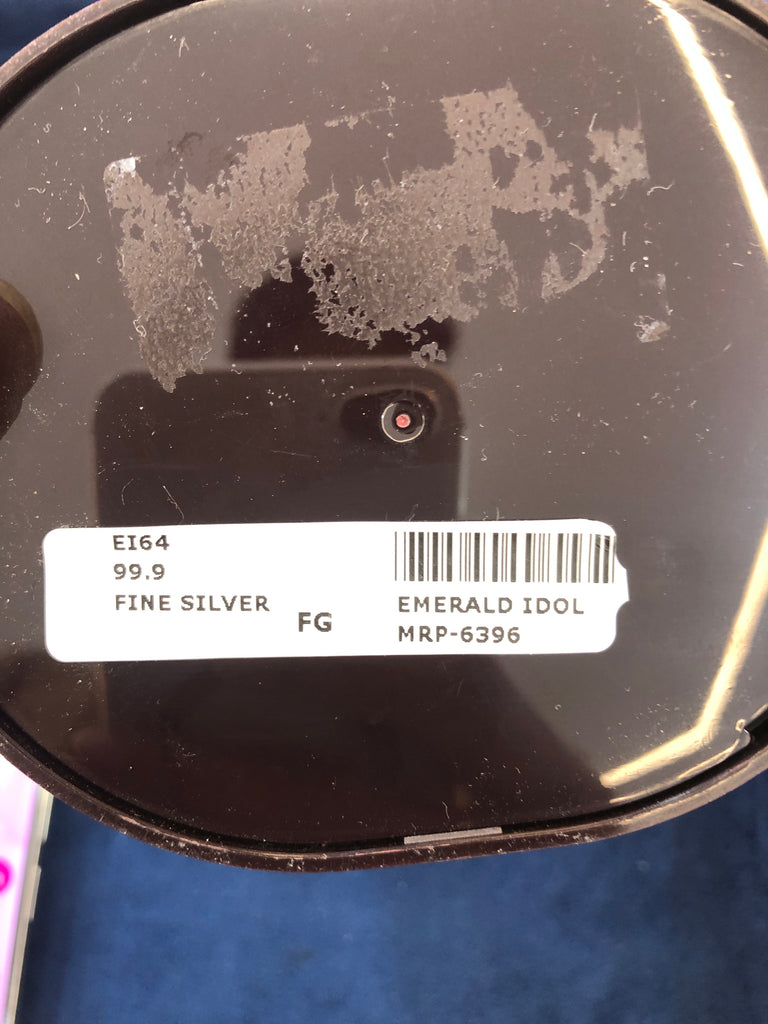 EI64
99.9
FINE SILVER
FG
EMERALD IDOL
MRP-6396